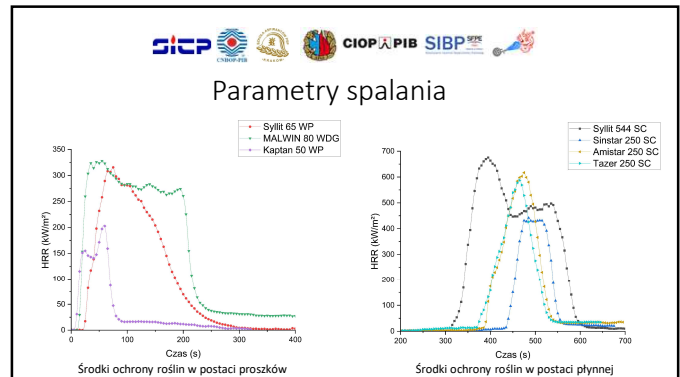 SITP
CNBOP-PIB
KRAKÓW
CIOP PIB
SIBP SFPE
Parametry spalania
Syllit 65 WP
MALWIN 80 WDG
Kaptan 50 WP
HRR (kW/m²)
350
300
250
200
150
100
50
0
0 100 200 300 400
Czas (s)
Środki ochrony roślin w postaci proszków
Syllit 544 SC
Sinstar 250 SC
Amistar 250 SC
Tazer 250 SC
HRR (kW/m²)
700
600
500
400
300
200
100
0
200 300 400 500 600 700
Czas (s)
Środki ochrony roślin w postaci płynnej